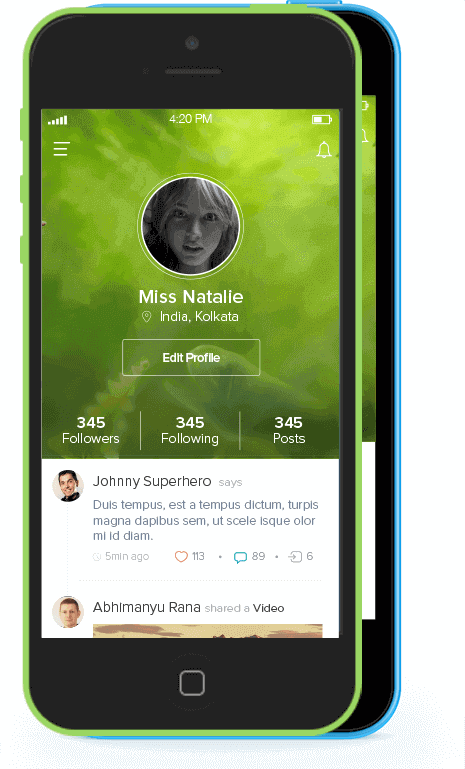 4:20 PM
Miss Natalie
India, Kolkata
Edit Profile
345
Followers
345
Following
345
Posts
Johnny Superhero says
Duis tempus, est a tempus dictum, turpis
magna dapibus sem, ut scele isque olor
mi id diam.
5min ago 113 • 89 • 6
Abhimanyu Rana shared a Video